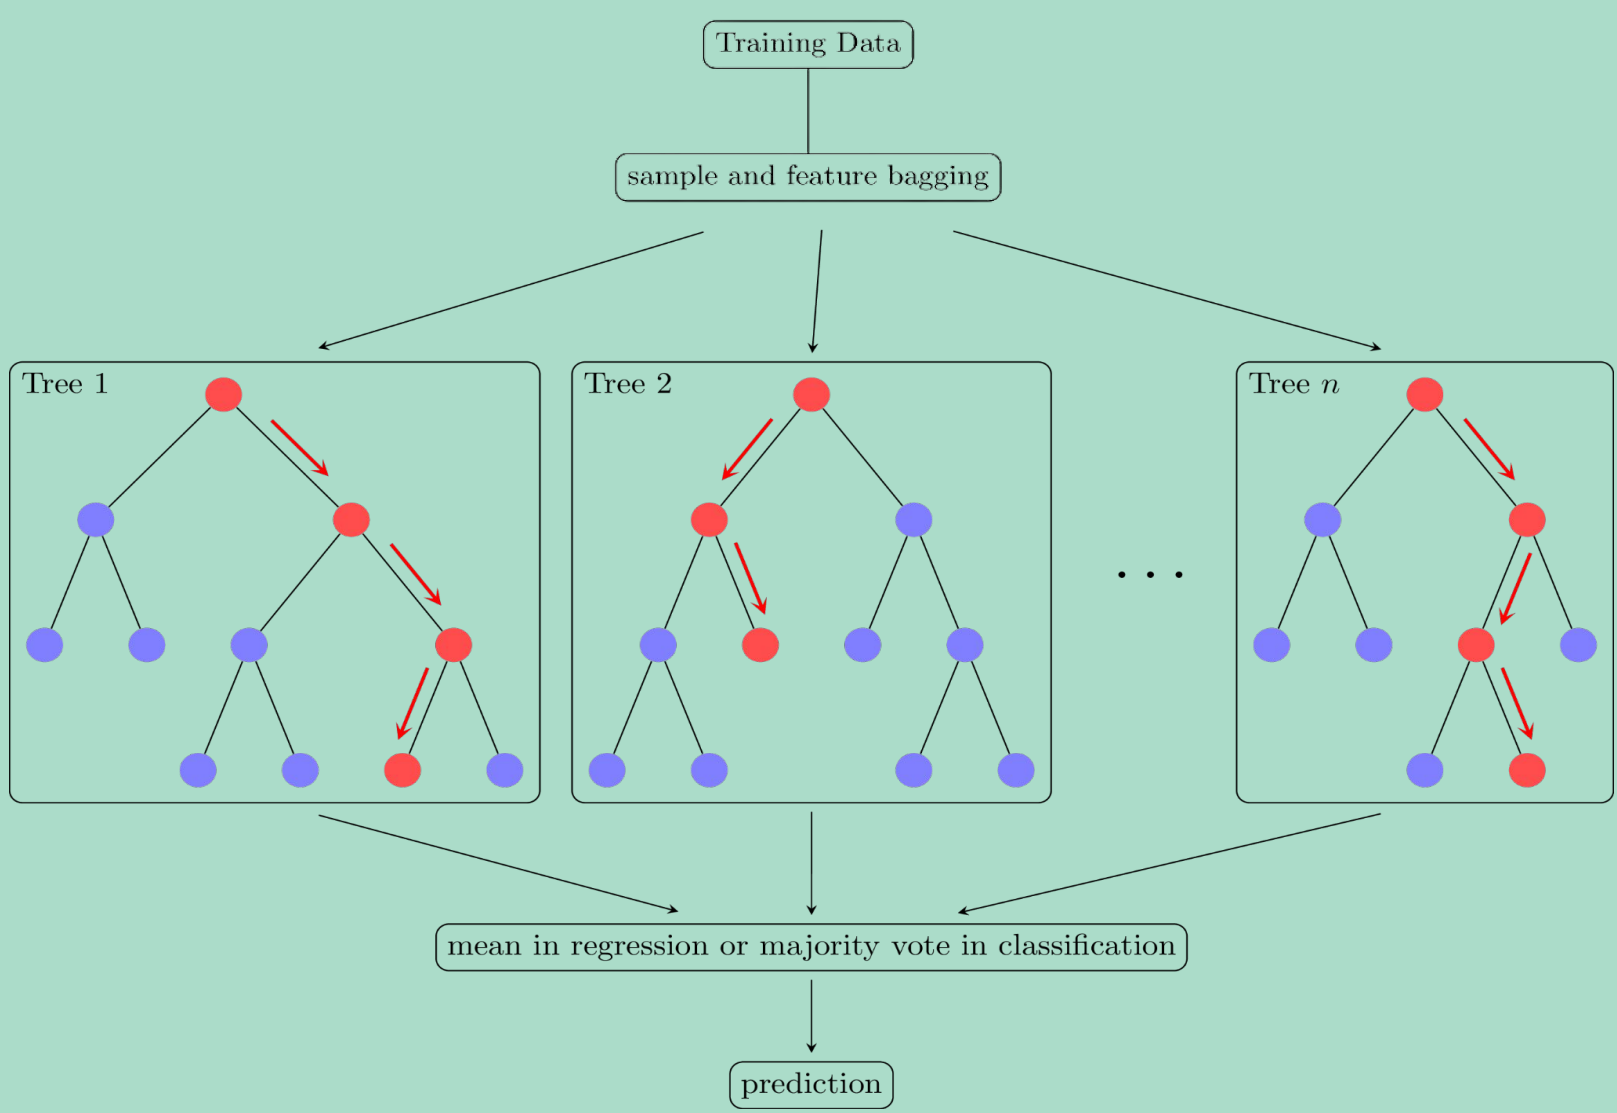 Training Data
sample and feature bagging
Tree 1
Tree 2
. . .
Tree n
mean in regression or majority vote in classification
prediction